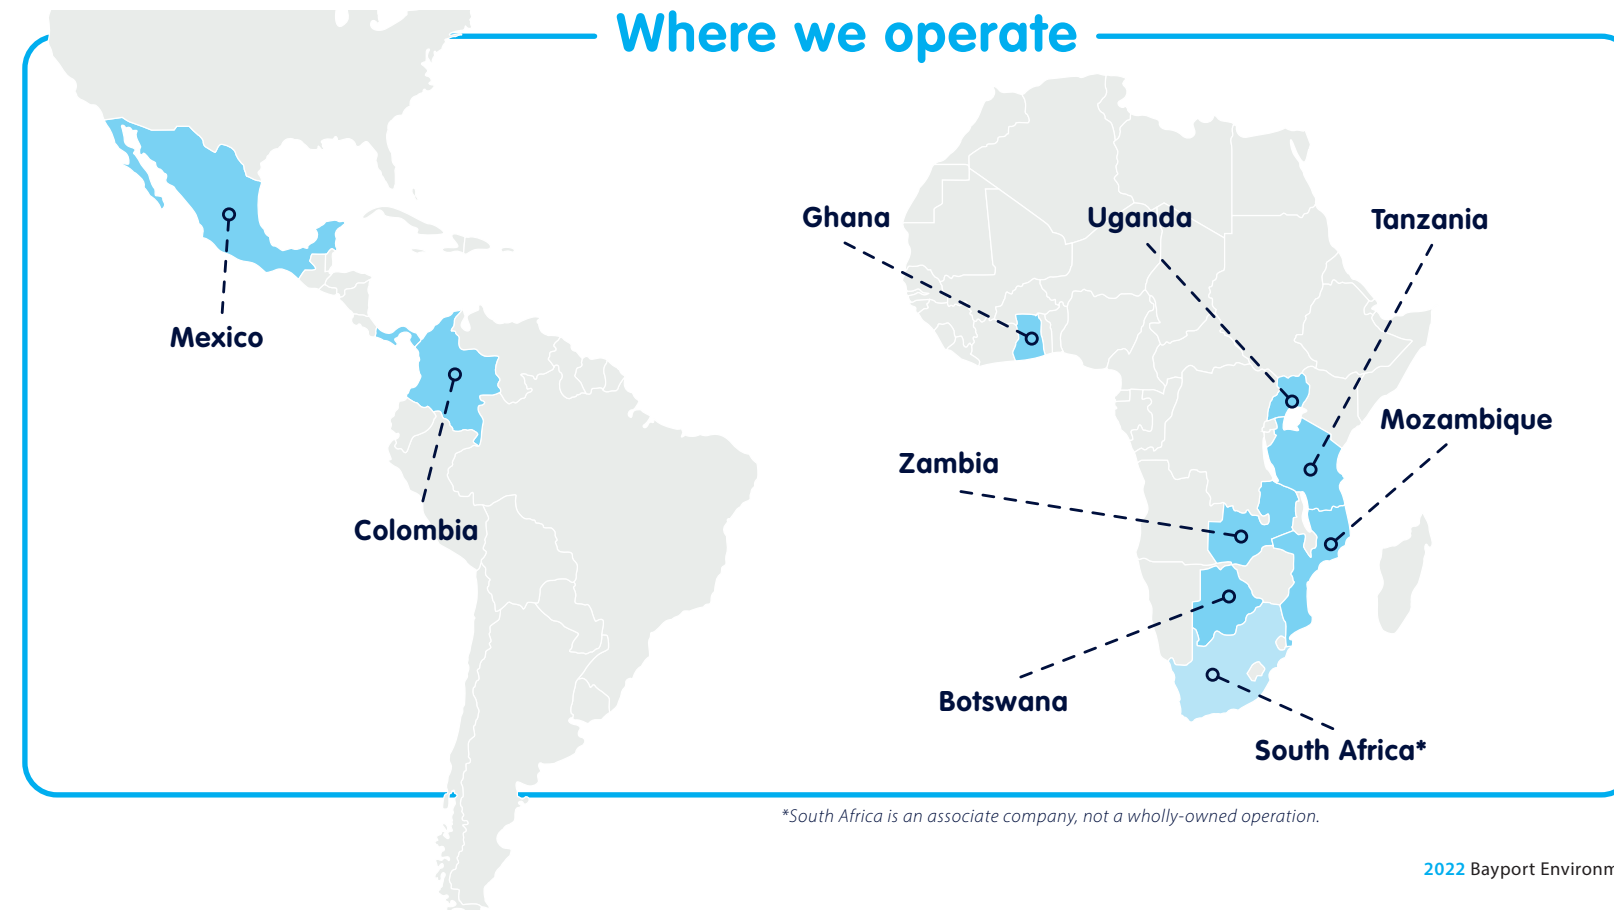 Where we operate
Ghana
Uganda
Tanzania
Mexico
Mozambique
Zambia
Colombia
Botswana
South Africa*
*South Africa is an associate company, not a wholly-owned operation.
2022 Bayport Environm